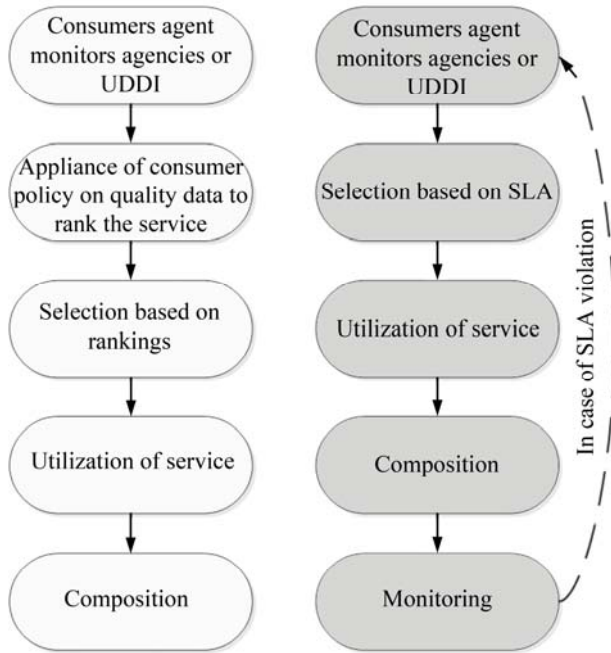 Consumers agent
monitors agencies or
UDDI
Appliance of consumer
policy on quality data to
rank the service
Selection based on
rankings
Utilization of service
Composition
Consumers agent
monitors agencies or
UDDI
Selection based on SLA
Utilization of service
Composition
Monitoring
In case of SLA violation